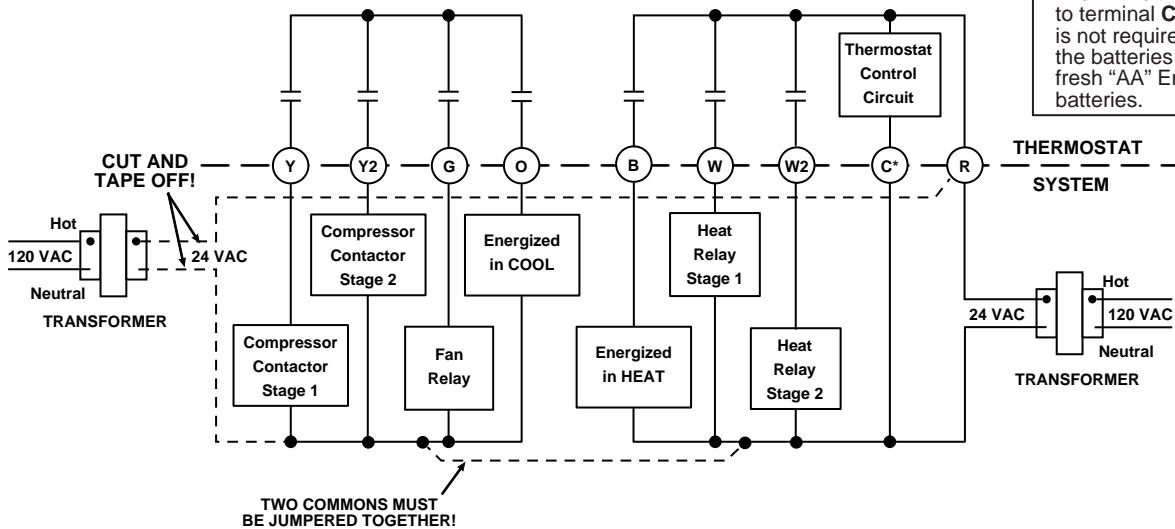 to terminal C
is not require
the batteries
fresh "AA" En
batteries.
Thermostat
Control
Circuit
CUT AND
TAPE OFF!
Y
Y2
G
O
B
W
W2
C*
R
THERMOSTAT
SYSTEM
Hot
120 VAC
24 VAC
Neutral
TRANSFORMER
Compressor
Contactor
Stage 2
Energized
in COOL
Heat
Relay
Stage 1
Compressor
Contactor
Stage 1
Fan
Relay
Energized
in HEAT
Heat
Relay
Stage 2
Hot
24 VAC
120 VAC
Neutral
TRANSFORMER
TWO COMMONS MUST
BE JUMPERED TOGETHER!